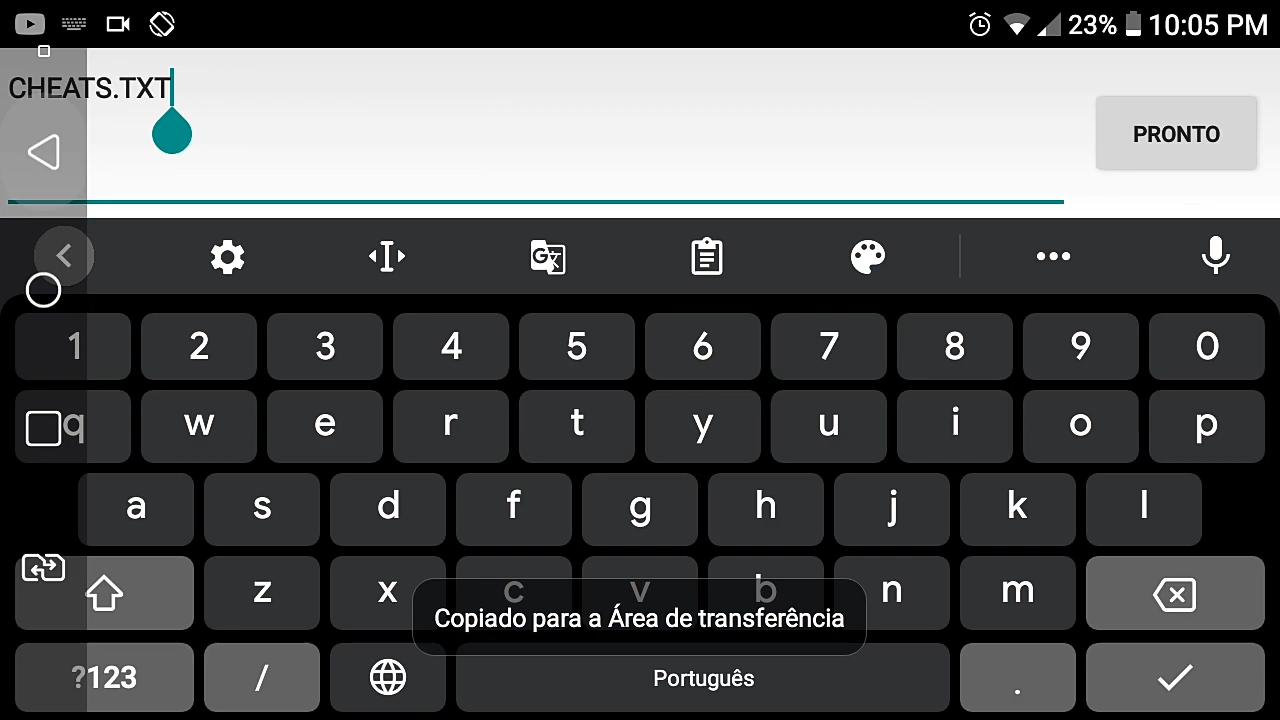 23% 10:05 PM
CHEATS.TXT
PRONTO
1 2 3 4 5 6 7 8 9 0
q w e r t y u i o p
a s d f g h j k l
z x c v b n m
Copiado para a Área de transferência
?123 / Português .